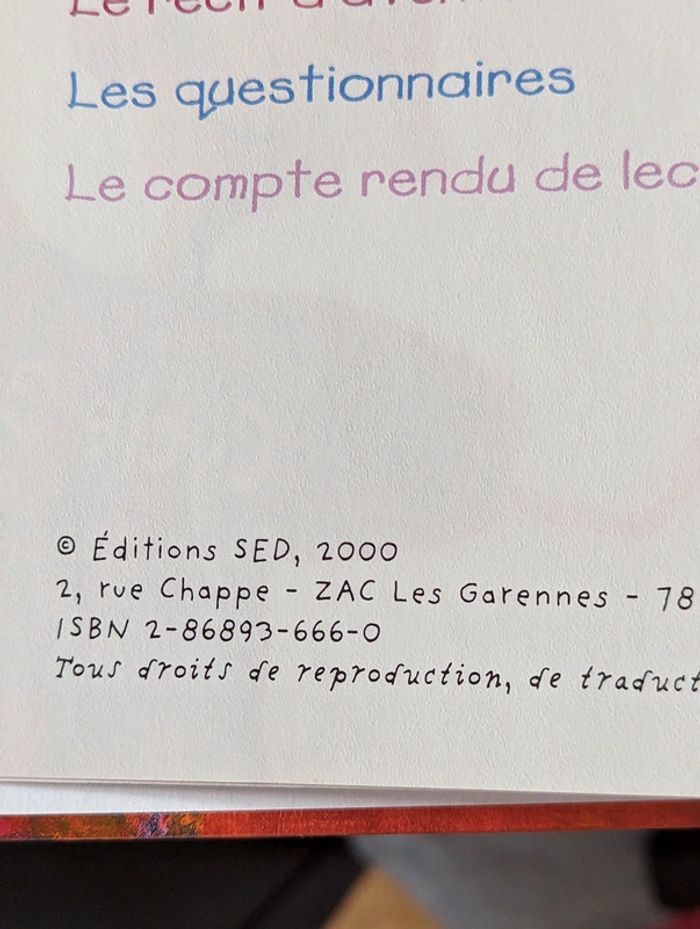 Les questionnaires
Le compte rendu de lec
© Éditions SED, 2000
2, rue Chappe - ZAC Les Garennes - 78
ISBN 2-86893-666-0
Tous droits de reproduction, de traduct